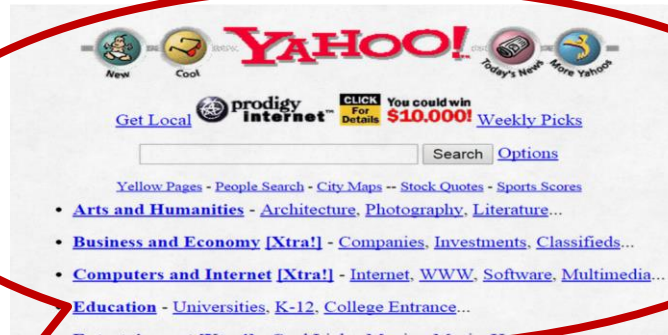 YAHOO!
New Cool Today's News More Yahoos
Get Local prodigy internet™ CLICK For Details You could win $10,000! Weekly Picks
Search Options
Yellow Pages - People Search - City Maps -- Stock Quotes - Sports Scores
• Arts and Humanities - Architecture, Photography, Literature...
• Business and Economy [Xtra!] - Companies, Investments, Classifieds...
• Computers and Internet [Xtra!] - Internet, WWW, Software, Multimedia...
• Education - Universities, K-12, College Entrance...